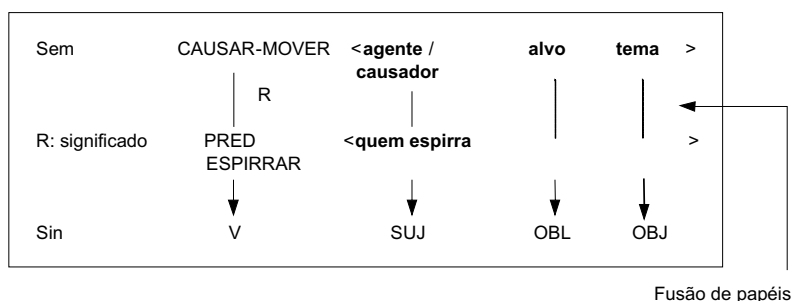 Sem CAUSAR-MOVER <agente / alvo tema >
causador
R
R: significado PRED <quem espirra >
ESPIRRAR
Sin V SUJ OBL OBJ
Fusão de papéis